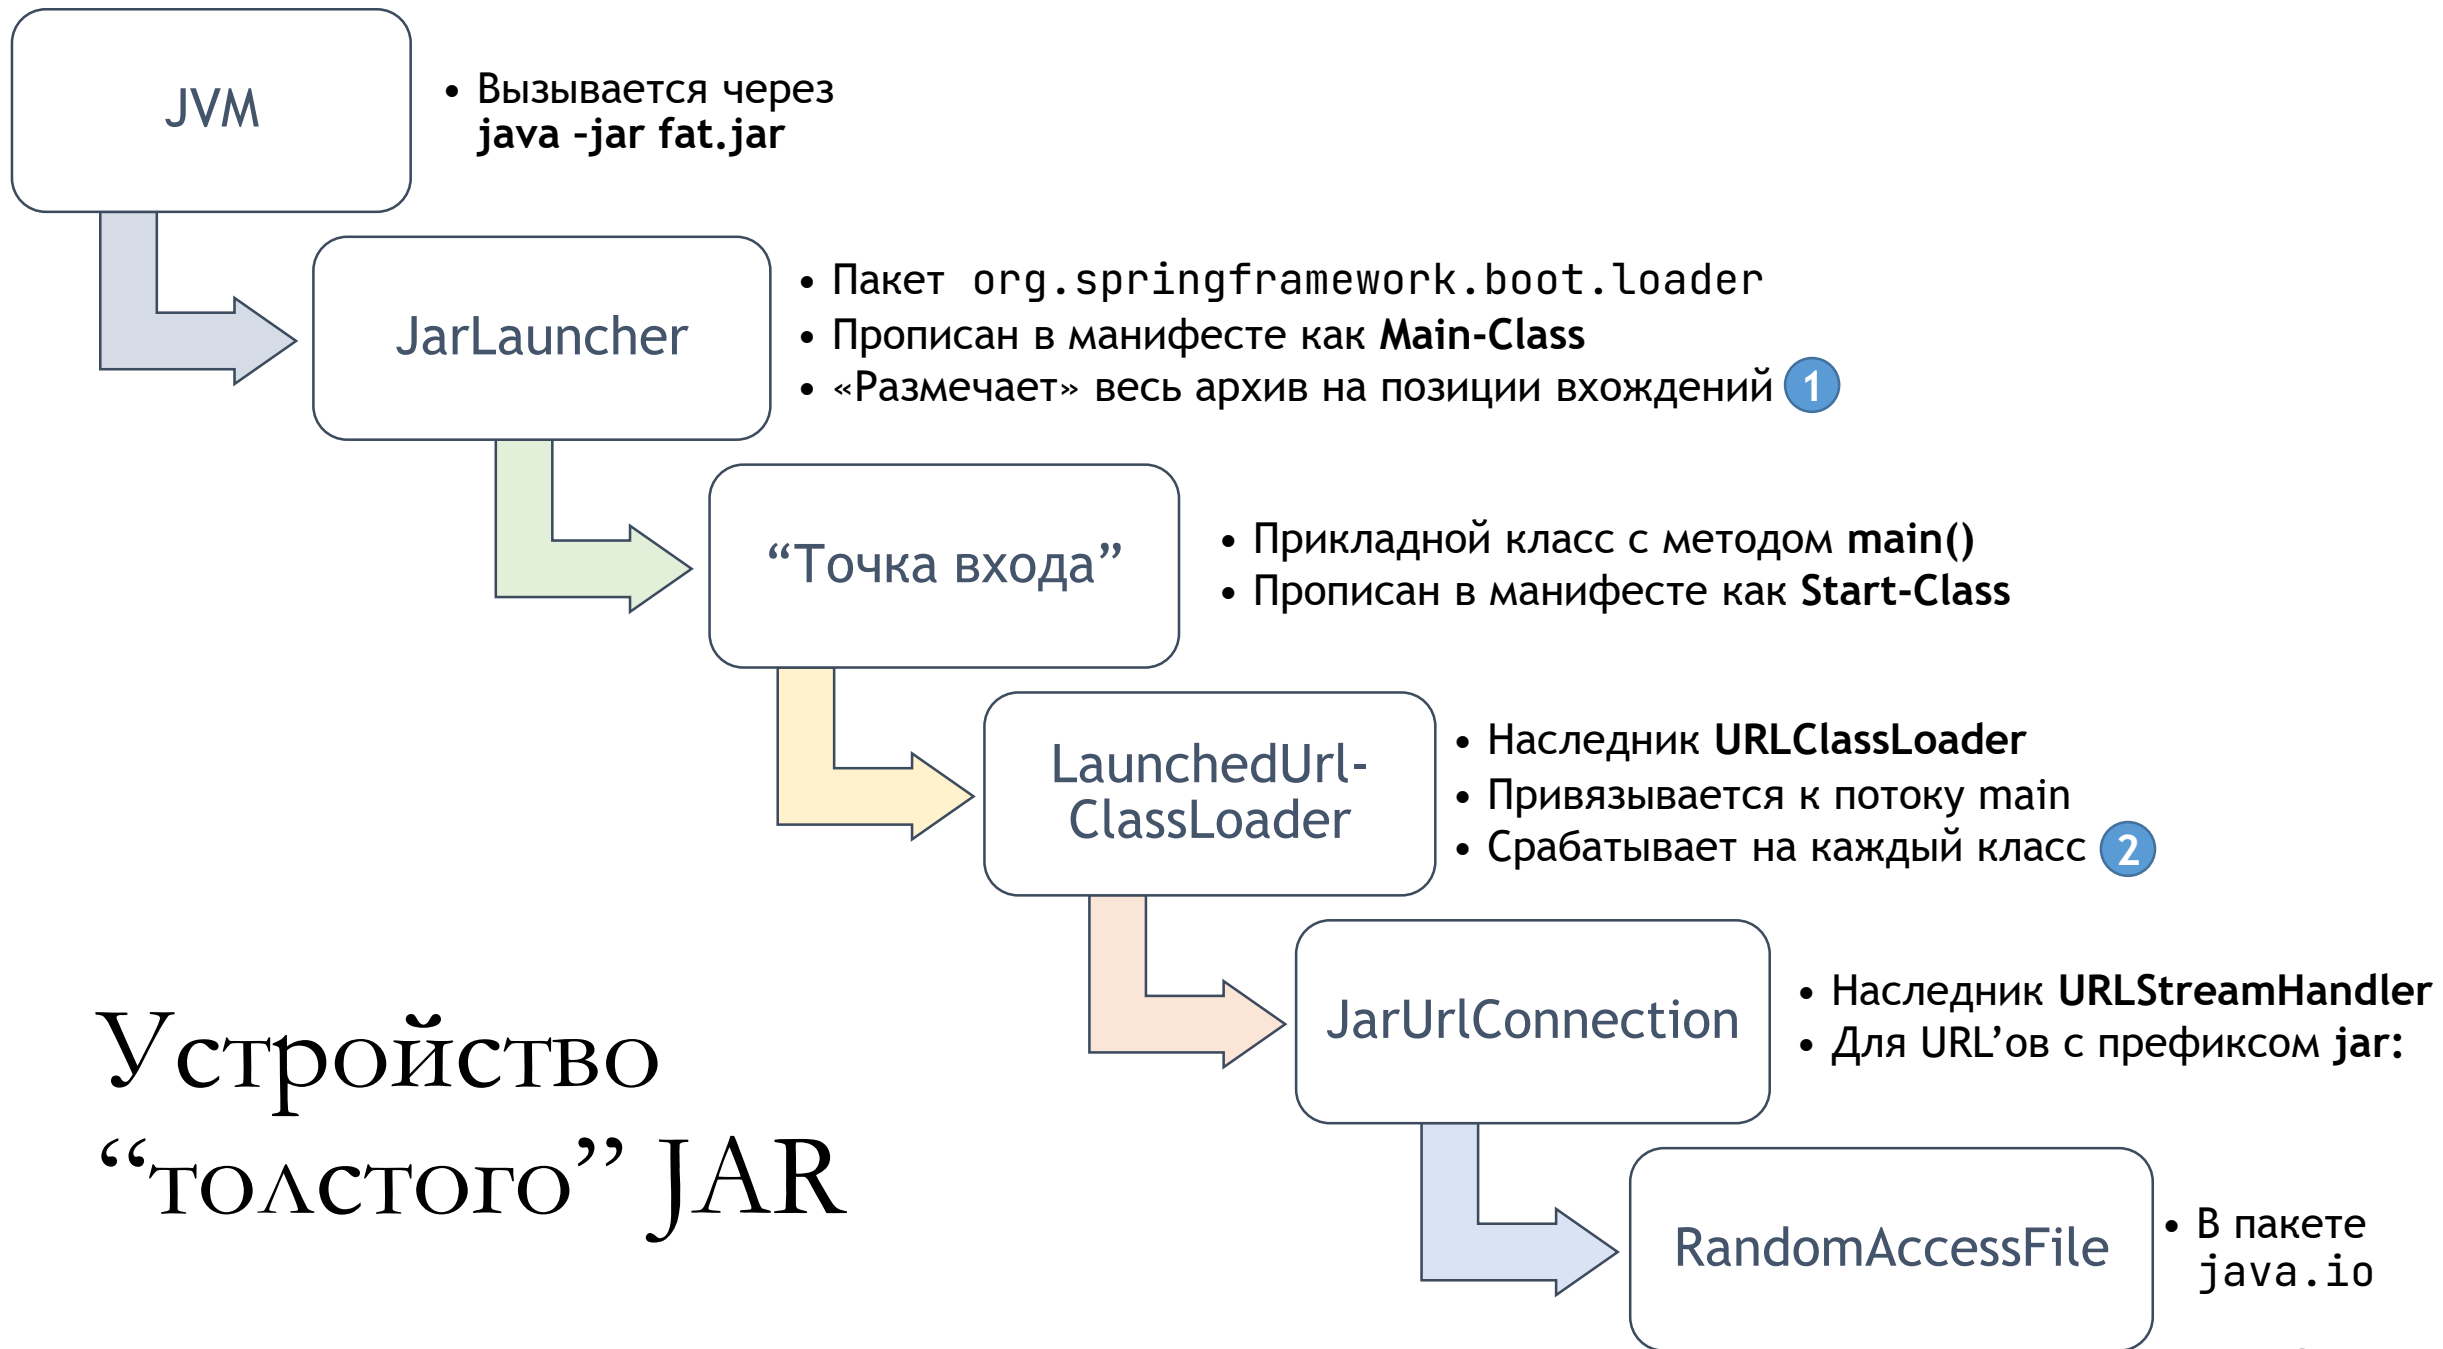 JVM
• Вызывается через
java –jar fat.jar
JarLauncher
• Пакет org.springframework.boot.loader
• Прописан в манифесте как Main-Class
• «Размечает» весь архив на позиции вхождений 1
“Точка входа”
• Прикладной класс с методом main()
• Прописан в манифесте как Start-Class
LaunchedUrl-
ClassLoader
• Наследник URLClassLoader
• Привязывается к потоку main
• Срабатывает на каждый класс 2
JarUrlConnection
• Наследник URLStreamHandler
• Для URL’ов с префиксом jar:
RandomAccessFile
• В пакете
java.io
Устройство
“толстого” JAR